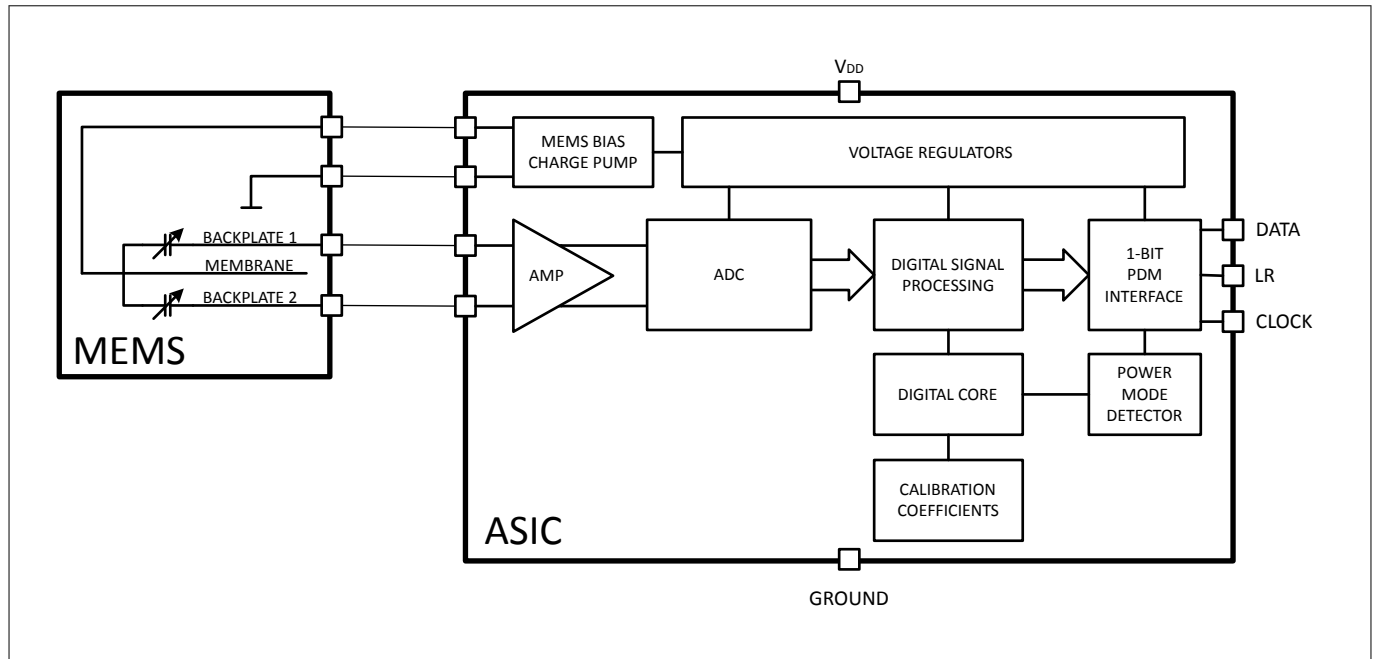 VDD
MEMS BIAS
CHARGE PUMP
VOLTAGE REGULATORS
BACKPLATE 1
MEMBRANE
BACKPLATE 2
MEMS
AMP
ADC
DIGITAL SIGNAL
PROCESSING
1-BIT
PDM
INTERFACE
DATA
LR
CLOCK
DIGITAL CORE
POWER
MODE
DETECTOR
CALIBRATION
COEFFICIENTS
ASIC
GROUND